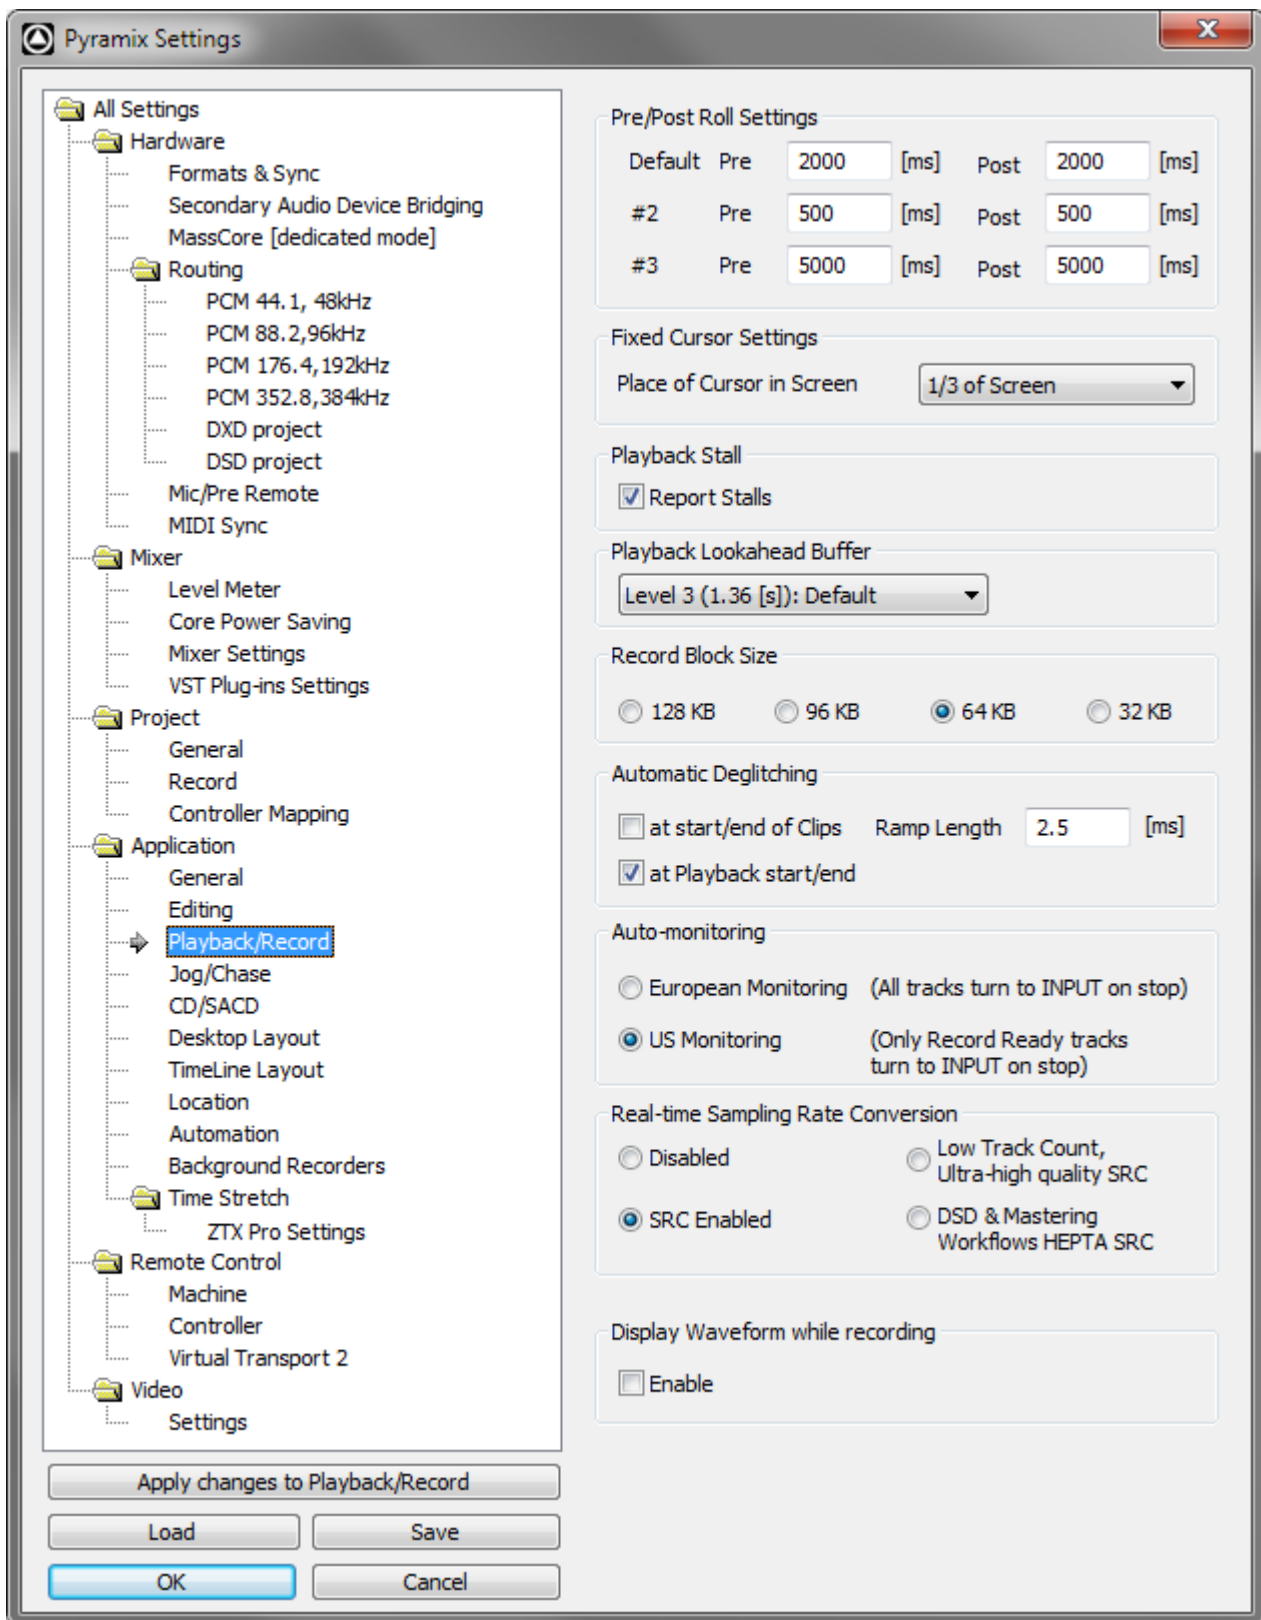 Pyramix Settings
All Settings
Hardware
Formats & Sync
Secondary Audio Device Bridging
MassCore [dedicated mode]
Routing
PCM 44.1, 48kHz
PCM 88.2,96kHz
PCM 176.4,192kHz
PCM 352.8,384kHz
DXD project
DSD project
Mic/Pre Remote
MIDI Sync
Mixer
Level Meter
Core Power Saving
Mixer Settings
VST Plug-ins Settings
Project
General
Record
Controller Mapping
Application
General
Editing
Playback/Record
Jog/Chase
CD/SACD
Desktop Layout
TimeLine Layout
Location
Automation
Background Recorders
Time Stretch
ZTX Pro Settings
Remote Control
Machine
Controller
Virtual Transport 2
Video
Settings
Apply changes to Playback/Record
Load Save
OK Cancel
Pre/Post Roll Settings
Default Pre 2000 [ms] Post 2000 [ms]
#2 Pre 500 [ms] Post 500 [ms]
#3 Pre 5000 [ms] Post 5000 [ms]
Fixed Cursor Settings
Place of Cursor in Screen 1/3 of Screen
Playback Stall
Report Stalls
Playback Lookahead Buffer
Level 3 (1.36 [s]): Default
Record Block Size
128 KB 96 KB 64 KB 32 KB
Automatic Deglitching
at start/end of Clips Ramp Length 2.5 [ms]
at Playback start/end
Auto-monitoring
European Monitoring (All tracks turn to INPUT on stop)
US Monitoring (Only Record Ready tracks
turn to INPUT on stop)
Real-time Sampling Rate Conversion
Disabled
Low Track Count,
Ultra-high quality SRC
SRC Enabled
DSD & Mastering
Workflows HEPTA SRC
Display Waveform while recording
Enable